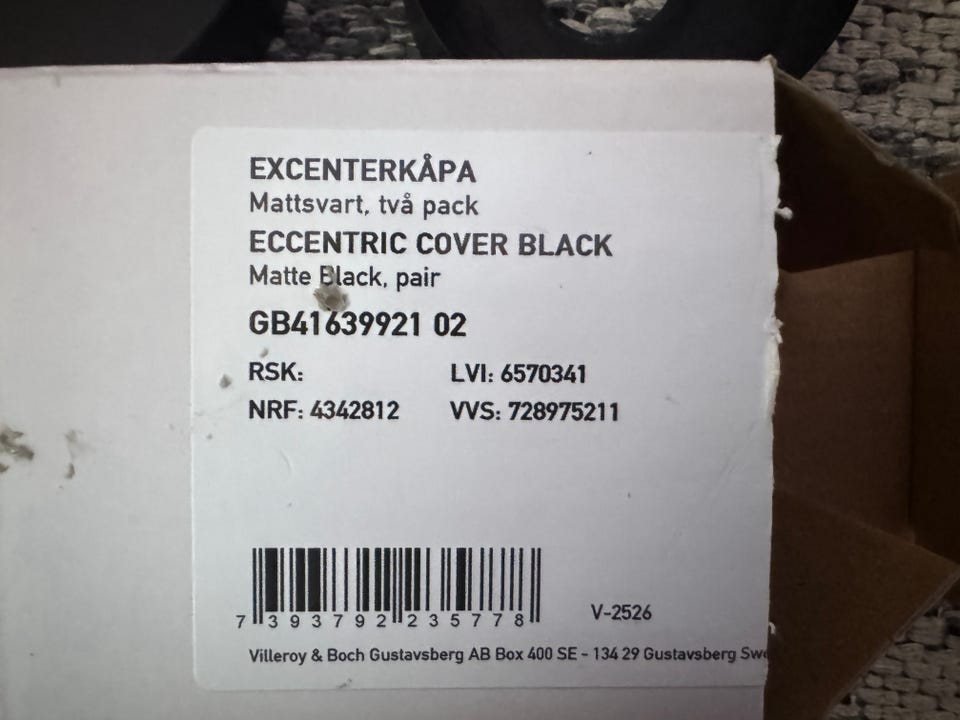 EXCENTERKÅPA
Mattsvart, två pack
ECCENTRIC COVER BLACK
Matte Black, pair
GB41639921 02
RSK: LVI: 6570341
NRF: 4342812 VVS: 728975211
7 393792 235778
V-2526
Villeroy & Boch Gustavsberg AB Box 400 SE - 134 29 Gustavsberg